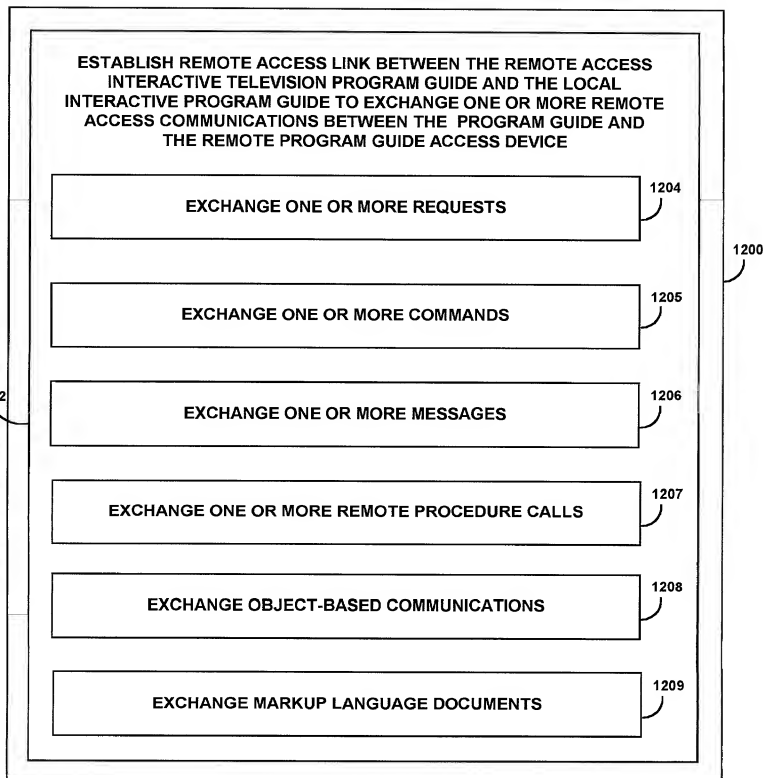 ESTABLISH REMOTE ACCESS LINK BETWEEN THE REMOTE ACCESS
INTERACTIVE TELEVISION PROGRAM GUIDE AND THE LOCAL
INTERACTIVE PROGRAM GUIDE TO EXCHANGE ONE OR MORE REMOTE
ACCESS COMMUNICATIONS BETWEEN THE PROGRAM GUIDE AND
THE REMOTE PROGRAM GUIDE ACCESS DEVICE
1204
EXCHANGE ONE OR MORE REQUESTS
1200
1205
EXCHANGE ONE OR MORE COMMANDS
2
1206
EXCHANGE ONE OR MORE MESSAGES
1207
EXCHANGE ONE OR MORE REMOTE PROCEDURE CALLS
1208
EXCHANGE OBJECT-BASED COMMUNICATIONS
1209
EXCHANGE MARKUP LANGUAGE DOCUMENTS